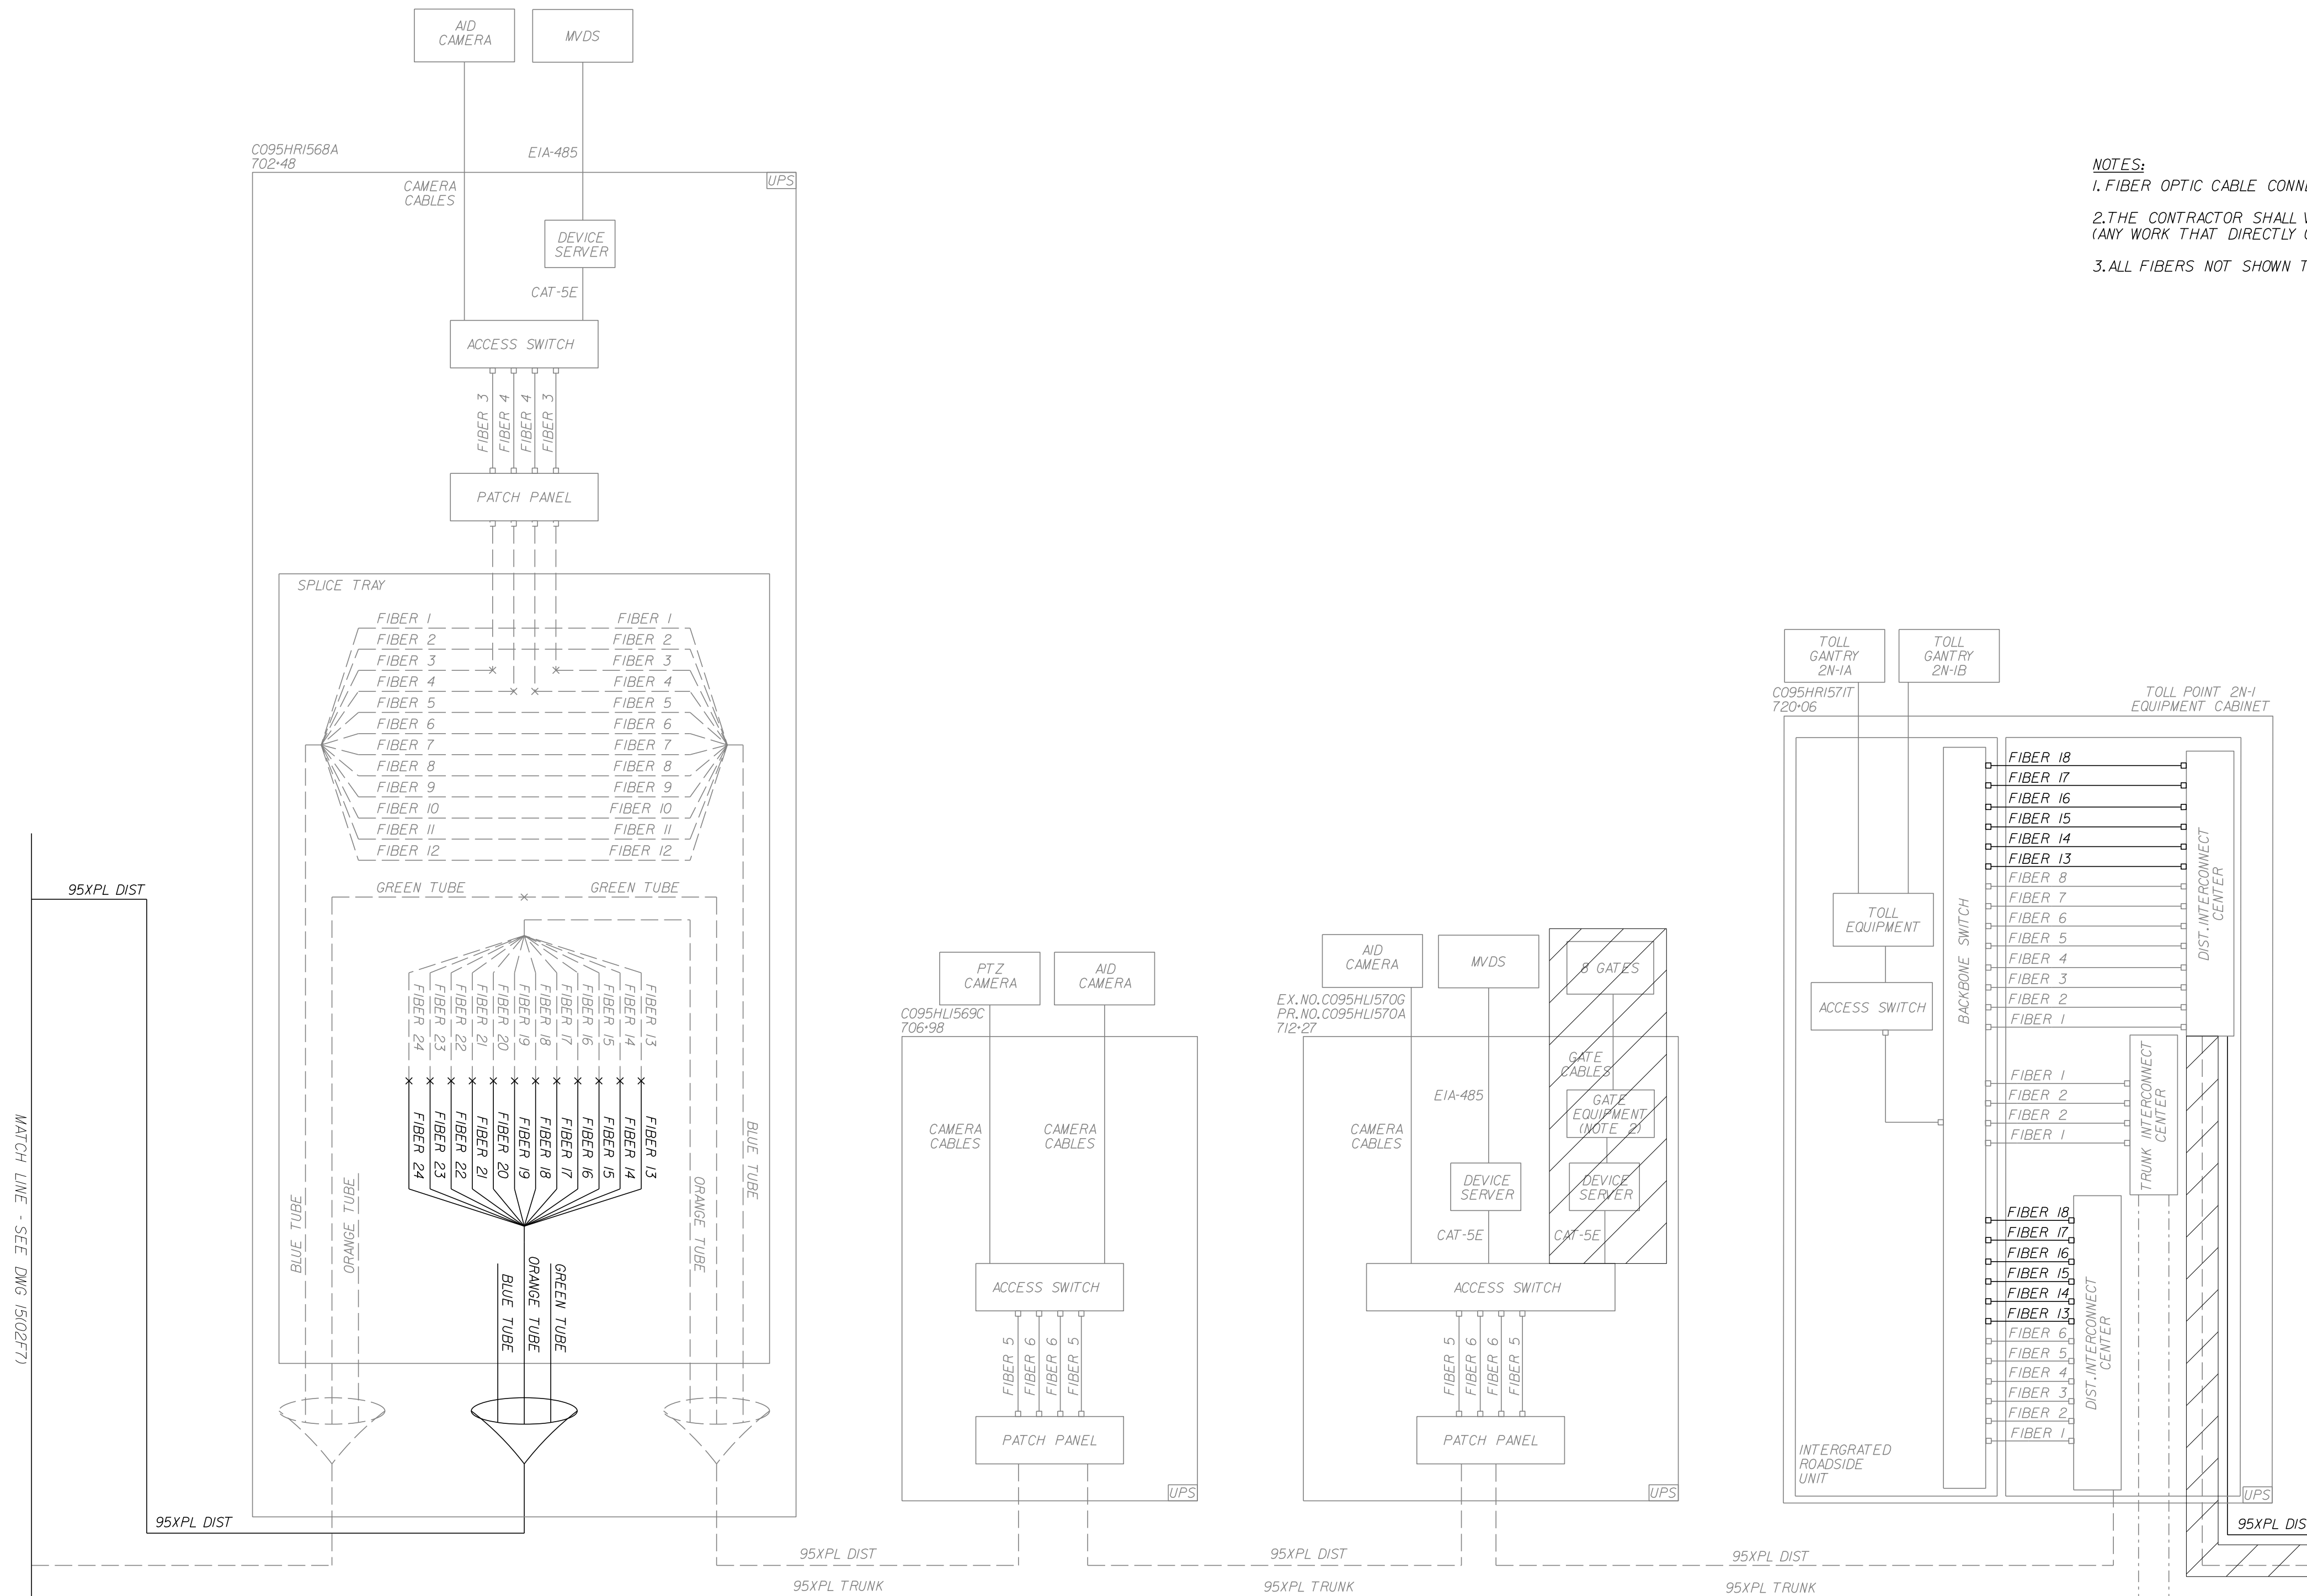 AID
CAMERA
MVDS
C095HR1568A
702+48
EIA-485
UPS
CAMERA
CABLES
DEVICE
SERVER
CAT-5E
ACCESS SWITCH
FIBER 3
FIBER 4
FIBER 4
FIBER 3
PATCH PANEL
SPLICE TRAY
FIBER 1
FIBER 1
FIBER 2
FIBER 2
FIBER 3
FIBER 3
FIBER 4
FIBER 4
FIBER 5
FIBER 5
FIBER 6
FIBER 6
FIBER 7
FIBER 7
FIBER 8
FIBER 8
FIBER 9
FIBER 9
FIBER 10
FIBER 10
FIBER 11
FIBER 11
FIBER 12
FIBER 12
GREEN TUBE
GREEN TUBE
FIBER 24
FIBER 23
FIBER 22
FIBER 21
FIBER 20
FIBER 19
FIBER 18
FIBER 17
FIBER 16
FIBER 15
FIBER 14
FIBER 13
FIBER 24
FIBER 23
FIBER 22
FIBER 21
FIBER 20
FIBER 19
FIBER 18
FIBER 17
FIBER 16
FIBER 15
FIBER 14
FIBER 13
BLUE TUBE
ORANGE TUBE
BLUE TUBE
ORANGE TUBE
GREEN TUBE
ORANGE TUBE
BLUE TUBE
MATCH LINE - SEE DWG 15(02F7)
95XPL DIST
95XPL DIST
PTZ
CAMERA
AID
CAMERA
C095HL1569C
706+98
CAMERA
CABLES
CAMERA
CABLES
ACCESS SWITCH
FIBER 5
FIBER 6
FIBER 6
FIBER 5
PATCH PANEL
UPS
95XPL DIST
95XPL TRUNK
AID
CAMERA
MVDS
8 GATES
EX.NO.C095HL1570G
PR.NO.C095HL1570A
712+27
GATE
CABLES
EIA-485
GATE
EQUIPMENT
(NOTE 2)
CAMERA
CABLES
DEVICE
SERVER
DEVICE
SERVER
CAT-5E
CAT-5E
ACCESS SWITCH
FIBER 5
FIBER 6
FIBER 6
FIBER 5
PATCH PANEL
UPS
95XPL DIST
95XPL TRUNK
NOTES:
1. FIBER OPTIC CABLE CONN
2.THE CONTRACTOR SHALL
(ANY WORK THAT DIRECTLY
3.ALL FIBERS NOT SHOWN T
TOLL
GANTRY
2N-1A
TOLL
GANTRY
2N-1B
C095HR1571T
720+06
TOLL POINT 2N-1
EQUIPMENT CABINET
TOLL
EQUIPMENT
ACCESS SWITCH
BACKBONE SWITCH
FIBER 18
FIBER 17
FIBER 16
FIBER 15
FIBER 14
FIBER 13
FIBER 8
FIBER 7
FIBER 6
FIBER 5
FIBER 4
FIBER 3
FIBER 2
FIBER 1
DIST.INTERCONNECT
CENTER
FIBER 1
FIBER 2
FIBER 2
FIBER 1
TRUNK INTERCONNECT
CENTER
FIBER 18
FIBER 17
FIBER 16
FIBER 15
FIBER 14
FIBER 13
FIBER 6
FIBER 5
FIBER 4
FIBER 3
FIBER 2
FIBER 1
DIST.INTERCONNECT
CENTER
INTERGRATED
ROADSIDE
UNIT
UPS
95XPL DIS
95XPL DIST
95XPL TRUNK